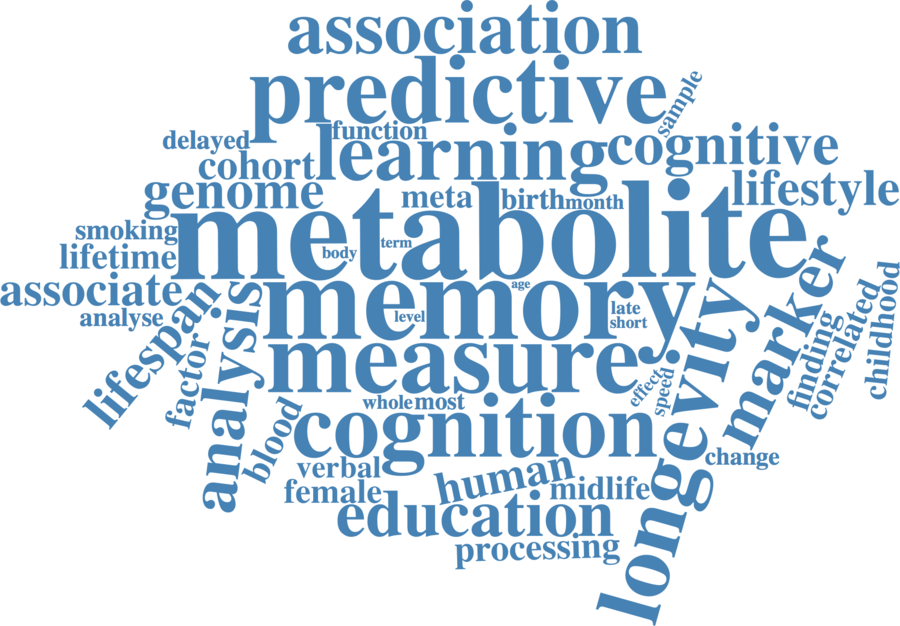 association
predictive
sample
function
delayed
learning
cognitive
cohort
genome
meta
birth
month
lifestyle
metabolite
smoking
term
body
lifetime
associate
memory
age
level
late
short
analyse
lifespan
factor
analysis
measure
longevity
marker
finding
correlated
childhood
effect
speed
blood
whole
most
cognition
change
verbal
human
female
midlife
education
processing